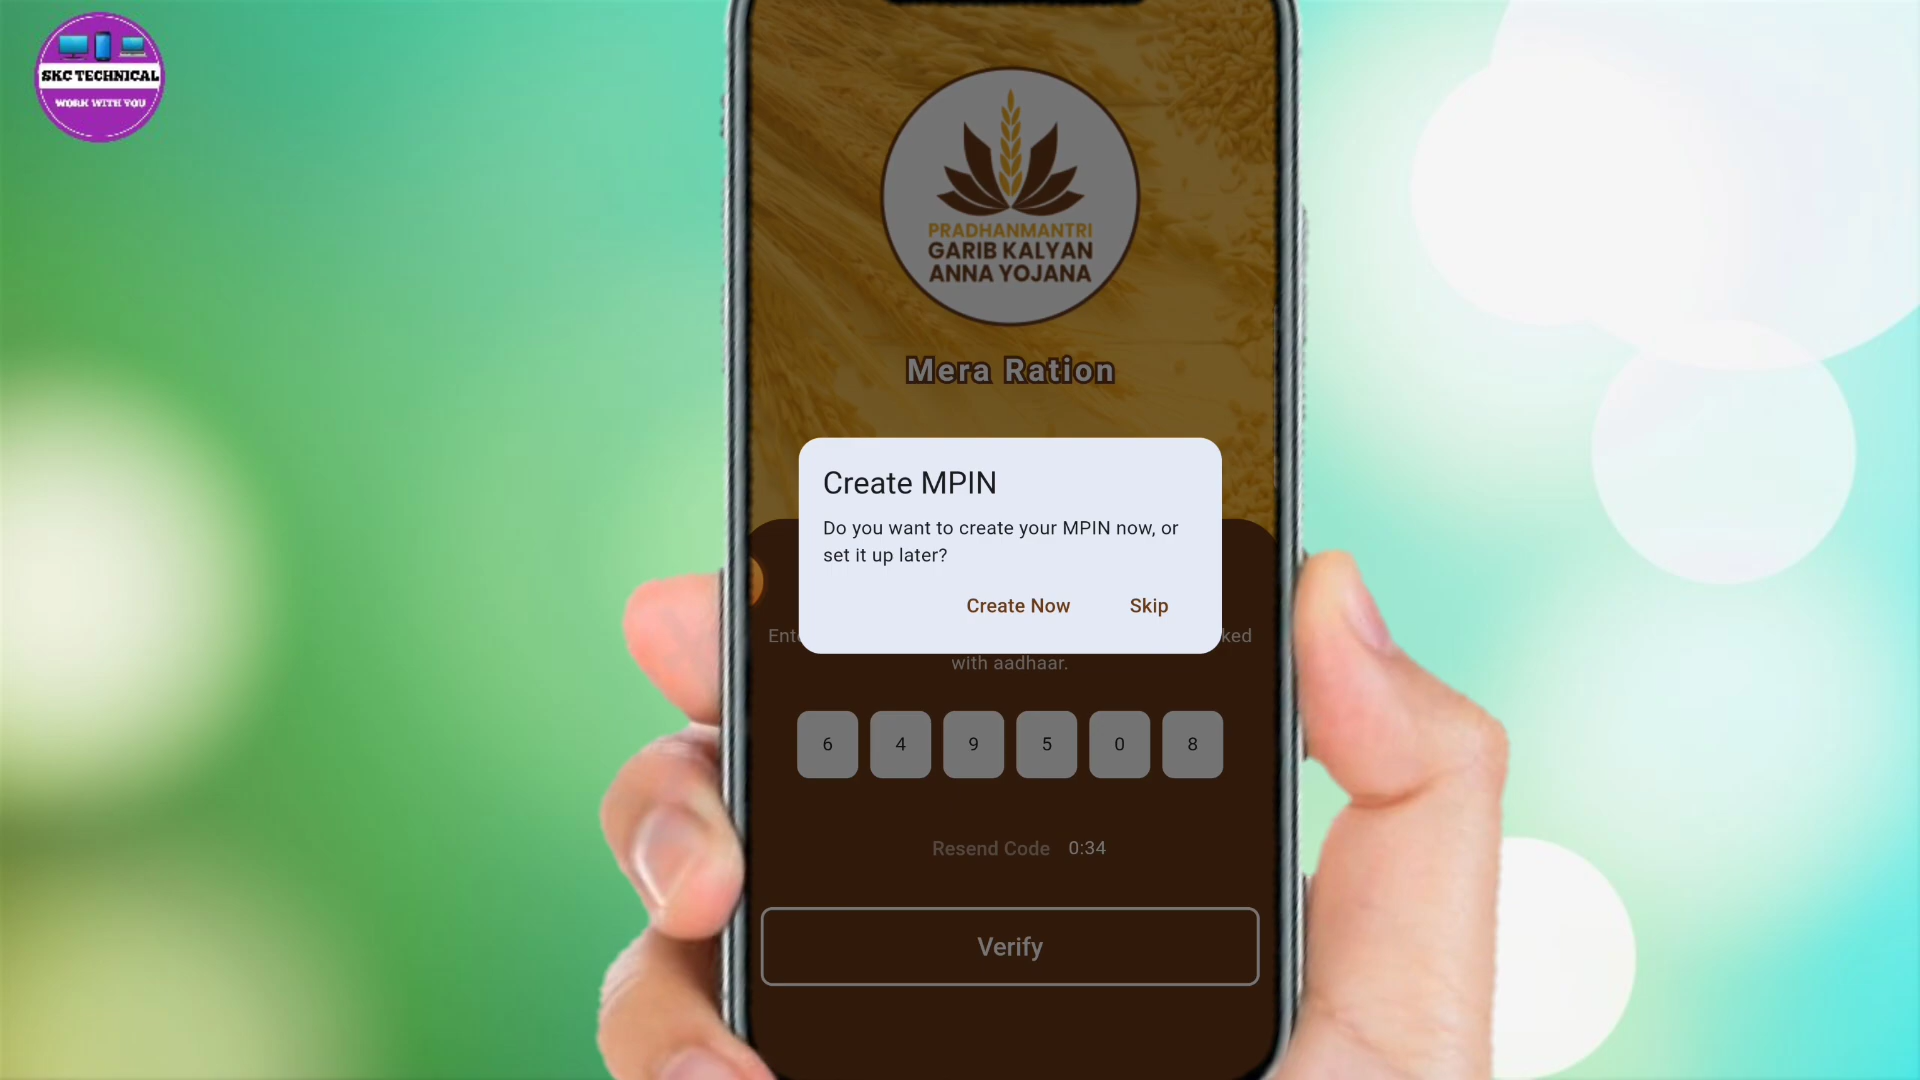 SKC TECHNICAL
WORK WITH YOU
PRADHANMANTRI
GARIB KALYAN
ANNA YOJANA
Mera Ration
Create MPIN
Do you want to create your MPIN now, or
set it up later?
Create Now Skip
with aadhaar.
6 4 9 5 0 8
Resend Code 0:34
Verify